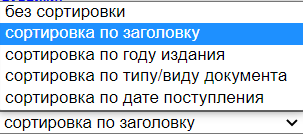 без сортировки
сортировка по заголовку
сортировка по году издания
сортировка по типу/виду документа
сортировка по дате поступления
сортировка по заголовку